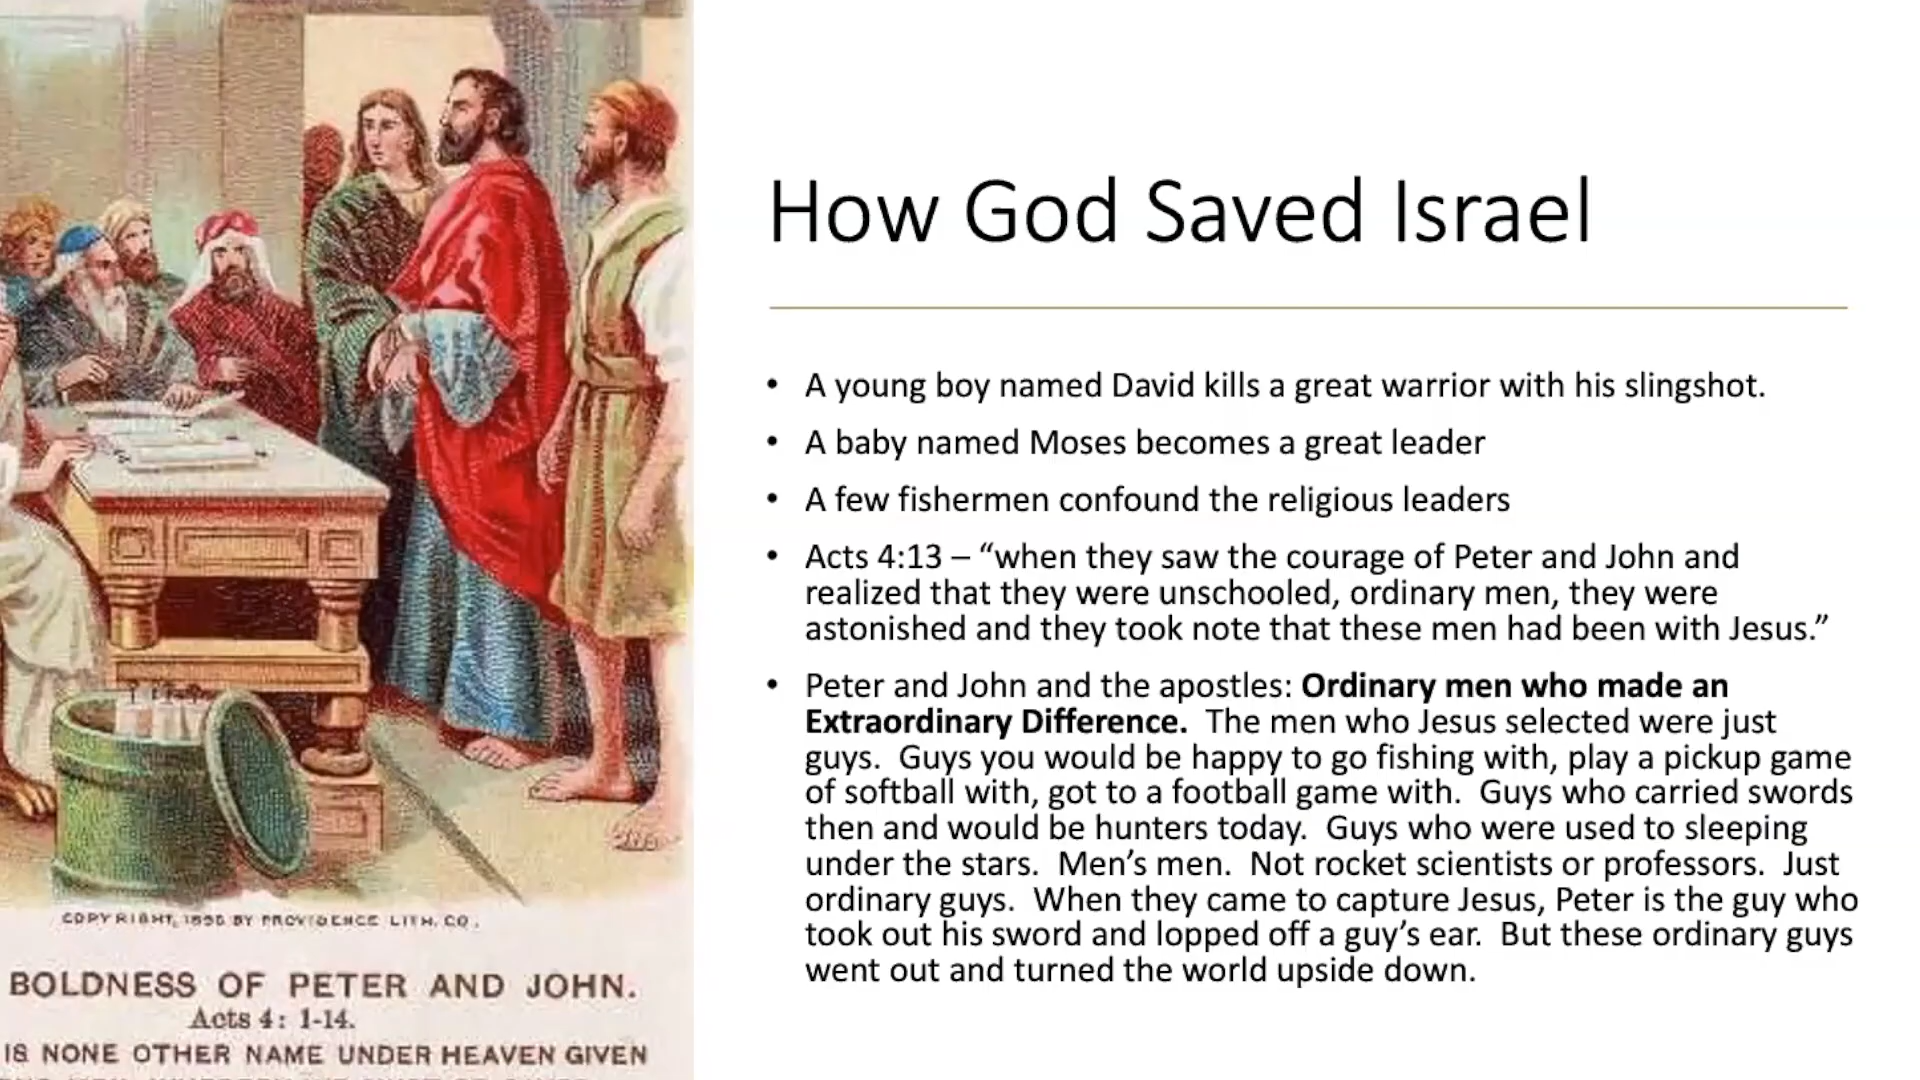 How God Saved Israel
• A young boy named David kills a great warrior with his slingshot.
• A baby named Moses becomes a great leader
• A few fishermen confound the religious leaders
• Acts 4:13 – “when they saw the courage of Peter and John and
realized that they were unschooled, ordinary men, they were
astonished and they took note that these men had been with Jesus.”
• Peter and John and the apostles: Ordinary men who made an
Extraordinary Difference.  The men who Jesus selected were just
guys.  Guys you would be happy to go fishing with, play a pickup game
of softball with, got to a football game with.  Guys who carried swords
then and would be hunters today.  Guys who were used to sleeping
under the stars.  Men’s men.  Not rocket scientists or professors.  Just
ordinary guys.  When they came to capture Jesus, Peter is the guy who
took out his sword and lopped off a guy’s ear.  But these ordinary guys
went out and turned the world upside down.
COPYRIGHT, BY PROVIDENCE LITH. CO.
BOLDNESS OF PETER AND JOHN.
Acts 4: 1-14.
IS NONE OTHER NAME UNDER HEAVEN GIVEN